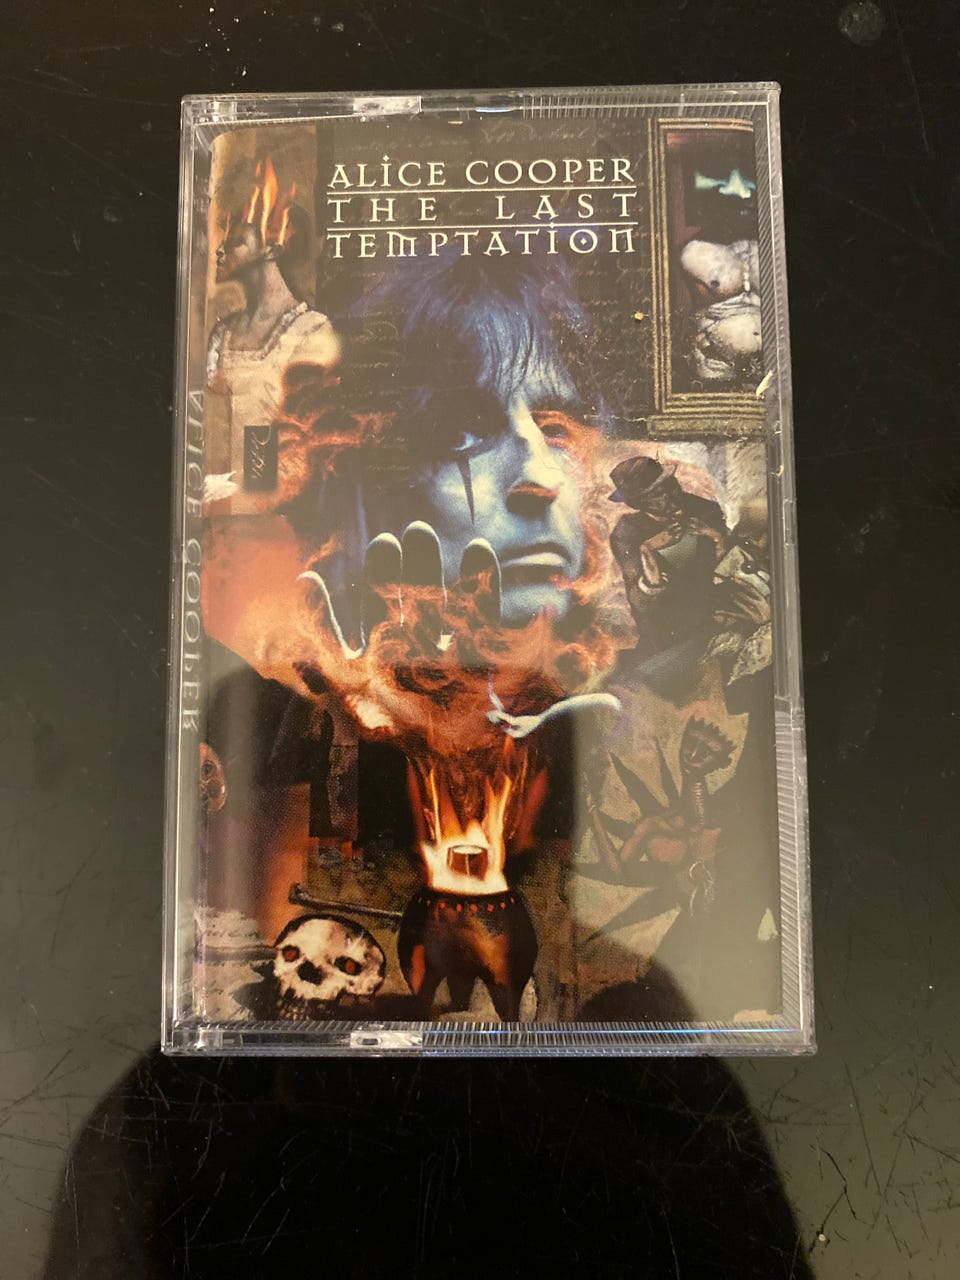 ALiCE COOPER
THE LAST
TEMPTATiON
ALICE COOPER